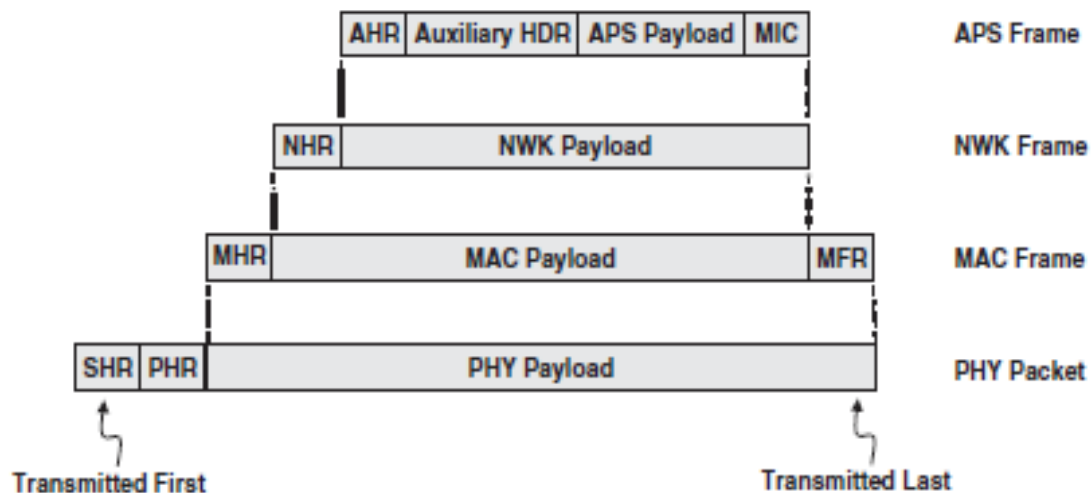 AHR Auxiliary HDR APS Payload MIC APS Frame
NHR NWK Payload NWK Frame
MHR MAC Payload MFR MAC Frame
SHR PHR PHY Payload PHY Packet
Transmitted First Transmitted Last